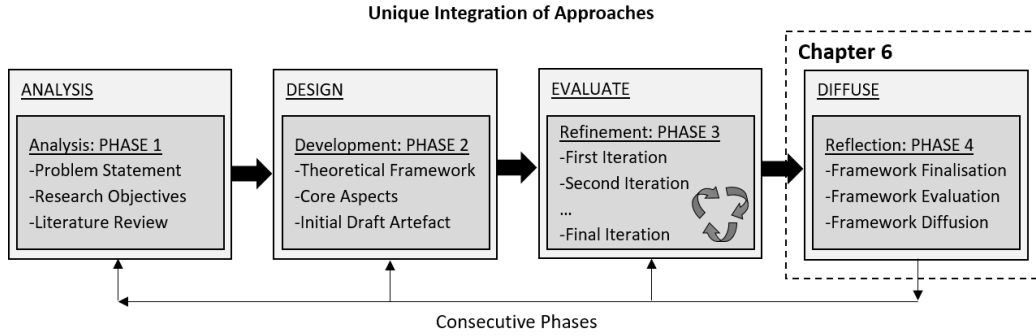 Unique Integration of Approaches
Chapter 6
ANALYSIS
Analysis: PHASE 1
-Problem Statement
-Research Objectives
-Literature Review
DESIGN
Development: PHASE 2
-Theoretical Framework
-Core Aspects
-Initial Draft Artefact
EVALUATE
Refinement: PHASE 3
-First Iteration
-Second Iteration
...
-Final Iteration
DIFFUSE
Reflection: PHASE 4
-Framework Finalisation
-Framework Evaluation
-Framework Diffusion
Consecutive Phases